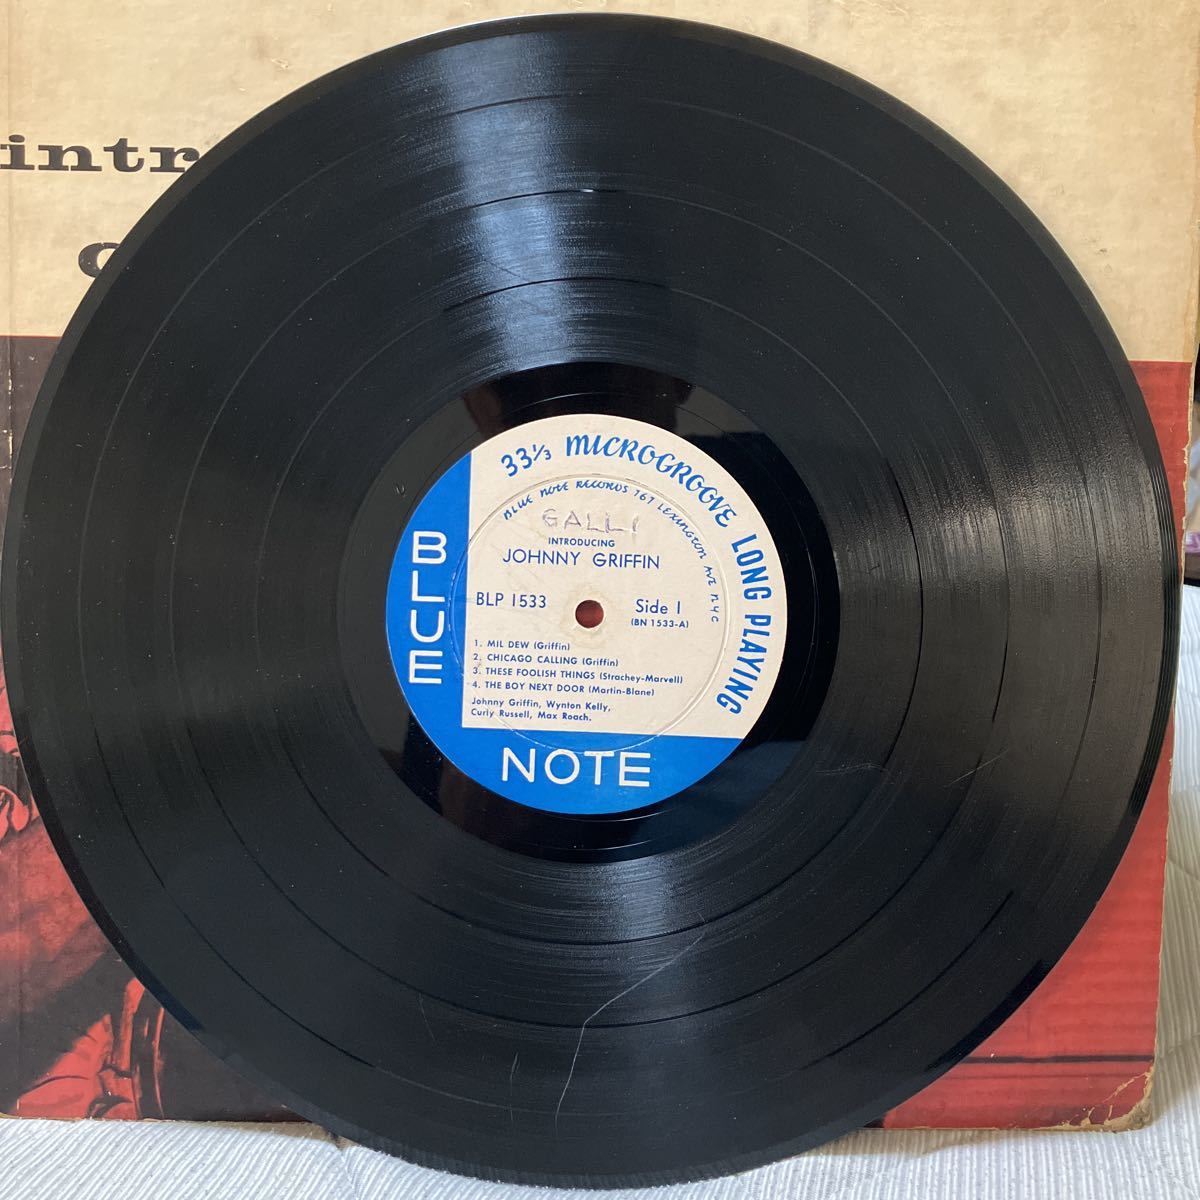 intr
33⅓ MICROGROOVE LONG PLAYING
BLUE NOTE RECORDS 767 LEXINGTON AVE NYC
GALLI
INTRODUCING
JOHNNY GRIFFIN
BLP 1533
Side 1
(BN 1533-A)
1. MIL DEW (Griffin)
2. CHICAGO CALLING (Griffin)
3. THESE FOOLISH THINGS (Strachey-Marvell)
4. THE BOY NEXT DOOR (Martin-Blane)
Johnny Griffin, Wynton Kelly,
Curly Russell, Max Roach.
BLUE
NOTE